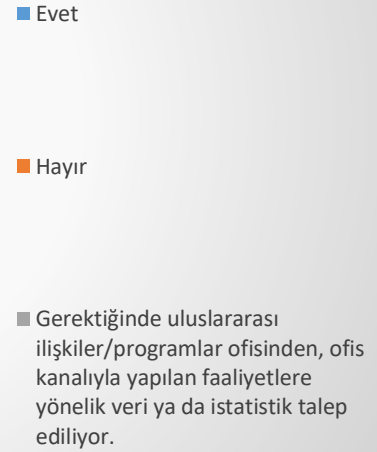 Evet
Hayır
Gerektiğinde uluslararası
ilişkiler/programlar ofisinden, ofis
kanalıyla yapılan faaliyetlere
yönelik veri ya da istatistik talep
ediliyor.